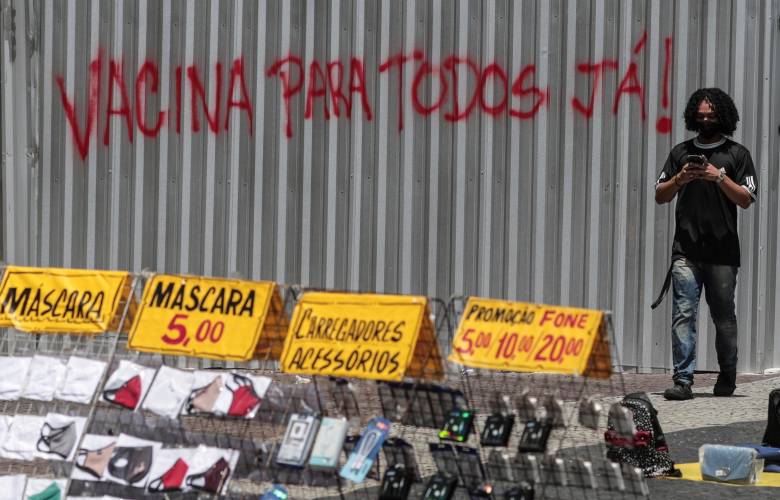 VACINA PARA TODOS JÁ!
MÁSCARA
MÁSCARA
5,00
CARREGADORES
ACESSÓRIOS
PROMOÇÃO FONE
5,00 10,00 20,00